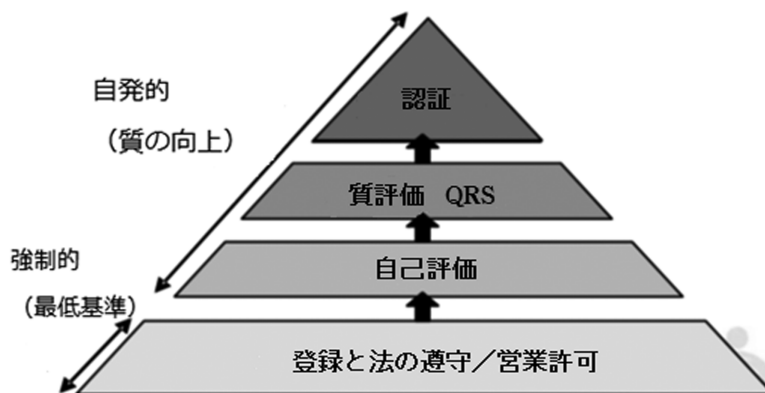 自発的
（質の向上）
強制的
（最低基準）
認証
質評価　QRS
自己評価
登録と法の遵守／営業許可